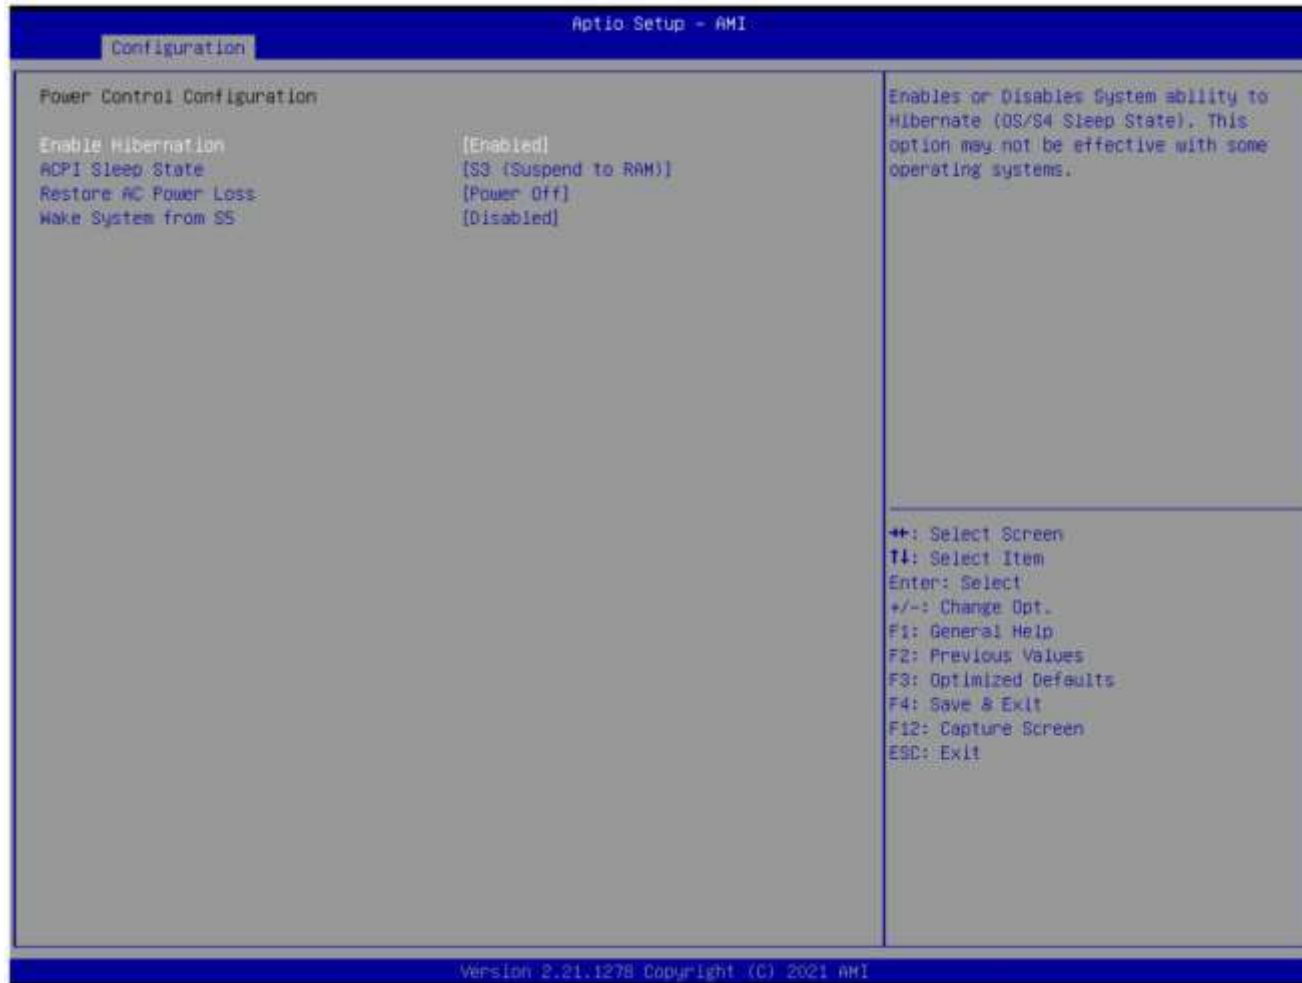 Aptio Setup - AMI
Configuration
Power Control Configuration
Enable Hibernation [Enabled]
ACPI Sleep State [S3 (Suspend to RAM)]
Restore AC Power Loss [Power Off]
Wake System from S5 [Disabled]
Enables or Disables System ability to
Hibernate (OS/S4 Sleep State). This
option may not be effective with some
operating systems.
→←: Select Screen
↑↓: Select Item
Enter: Select
+/-: Change Opt.
F1: General Help
F2: Previous Values
F3: Optimized Defaults
F4: Save & Exit
F12: Capture Screen
ESC: Exit
Version 2.21.1278 Copyright (C) 2021 AMI